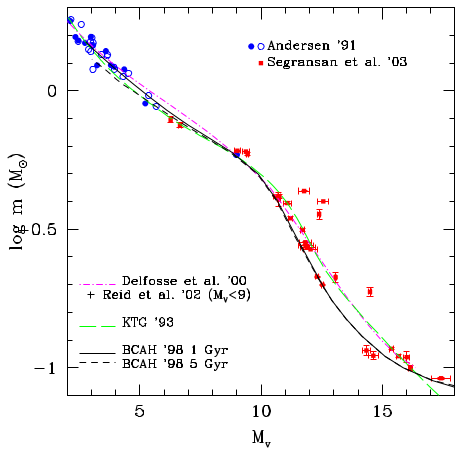 Andersen '91
Segransan et al. '03
0
log m (M☉)
-0.5
Delfosse et al. '00
+ Reid et al. '02 (Mv<9)
KTG '93
BCAH '98 1 Gyr
BCAH '98 5 Gyr
-1
5 10 15
Mv